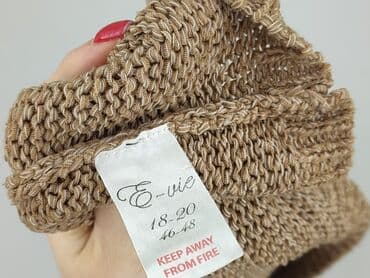 E-vie
18-20
46-48
KEEP AWAY
FROM FIRE